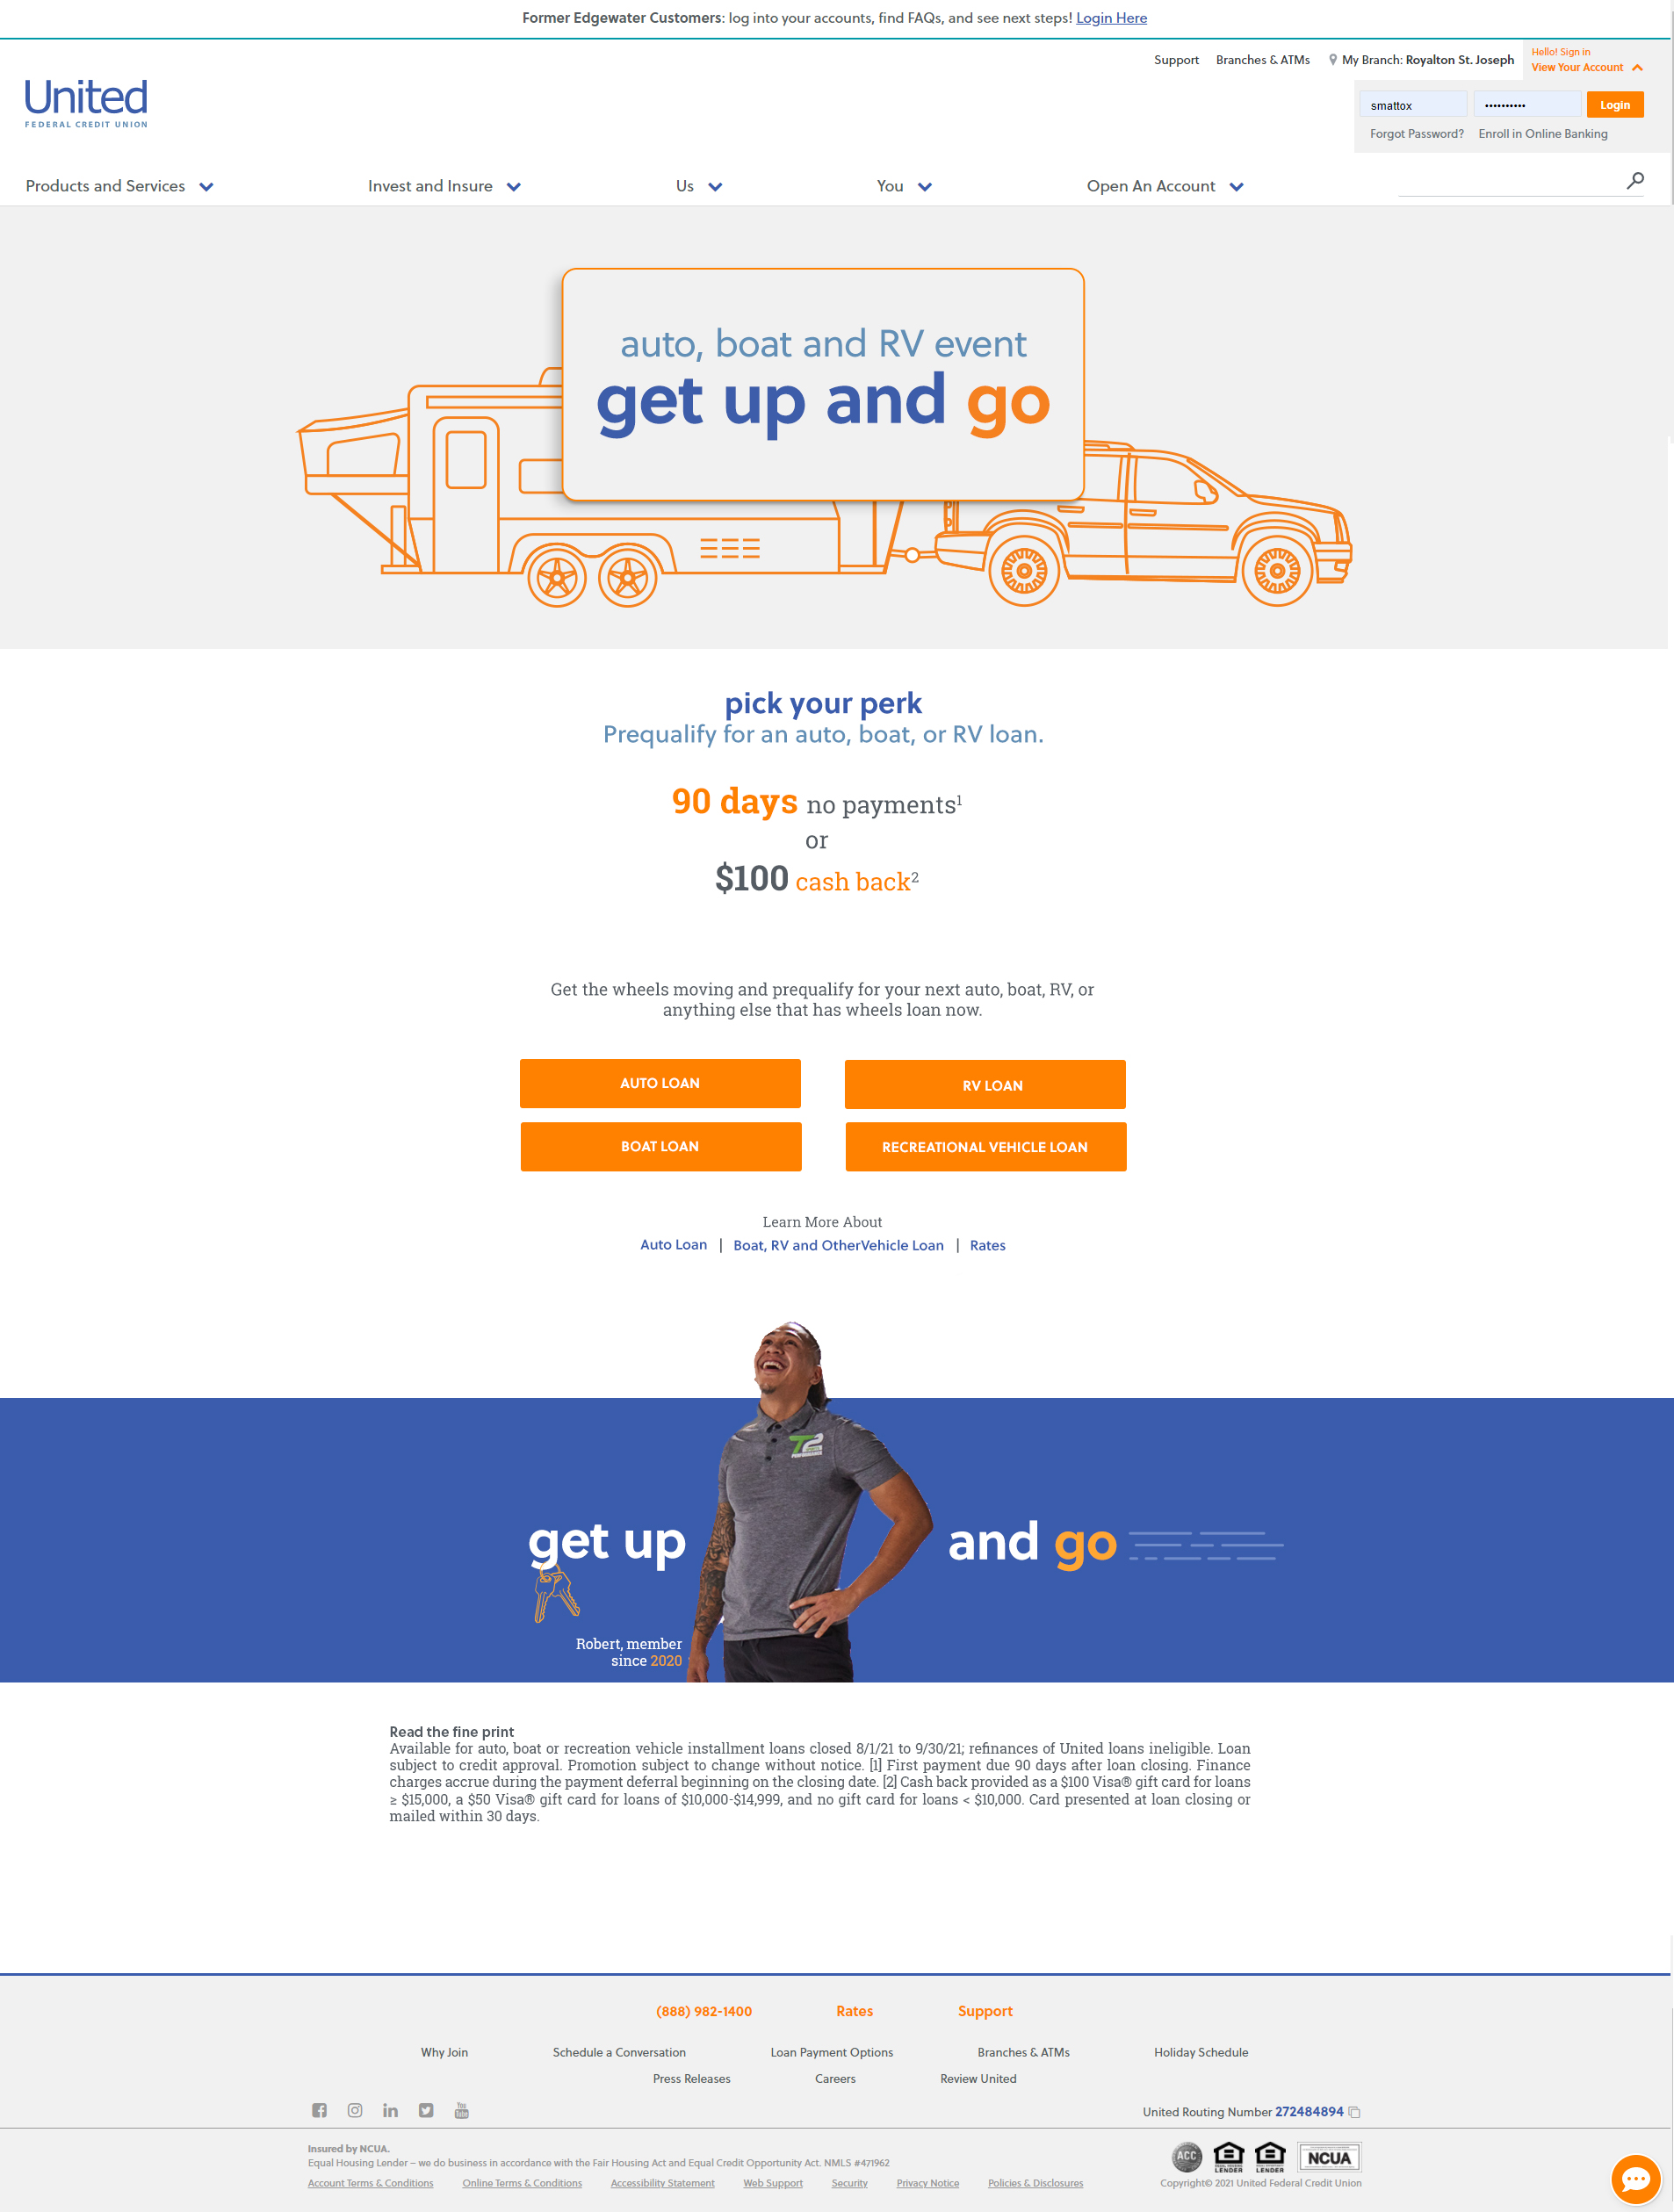 Former Edgewater Customers: log into your accounts, find FAQs, and see next steps! Login Here
Support Branches & ATMs My Branch: Royalton St. Joseph
Hello! Sign in
View Your Account
United
FEDERAL CREDIT UNION
smattox •••••••••• Login
Forgot Password? Enroll in Online Banking
Products and Services Invest and Insure Us You Open An Account
auto, boat and RV event
get up and go
pick your perk
Prequalify for an auto, boat, or RV loan.
90 days no payments1
or
$100 cash back2
Get the wheels moving and prequalify for your next auto, boat, RV, or
anything else that has wheels loan now.
AUTO LOAN RV LOAN
BOAT LOAN RECREATIONAL VEHICLE LOAN
Learn More About
Auto Loan | Boat, RV and OtherVehicle Loan | Rates
T2
PERFORMANCE
get up and go
Robert, member
since 2020
Read the fine print
Available for auto, boat or recreation vehicle installment loans closed 8/1/21 to 9/30/21; refinances of United loans ineligible. Loan
subject to credit approval. Promotion subject to change without notice. [1] First payment due 90 days after loan closing. Finance
charges accrue during the payment deferral beginning on the closing date. [2] Cash back provided as a $100 Visa® gift card for loans
≥ $15,000, a $50 Visa® gift card for loans of $10,000-$14,999, and no gift card for loans < $10,000. Card presented at loan closing or
mailed within 30 days.
(888) 982-1400 Rates Support
Why Join Schedule a Conversation Loan Payment Options Branches & ATMs Holiday Schedule
Press Releases Careers Review United
You Tube
United Routing Number 272484894
Insured by NCUA.
Equal Housing Lender – we do business in accordance with the Fair Housing Act and Equal Credit Opportunity Act. NMLS #471962
Account Terms & Conditions Online Terms & Conditions Accessibility Statement Web Support Security Privacy Notice Policies & Disclosures
ACC LENDER LENDER NCUA
Copyright© 2021 United Federal Credit Union